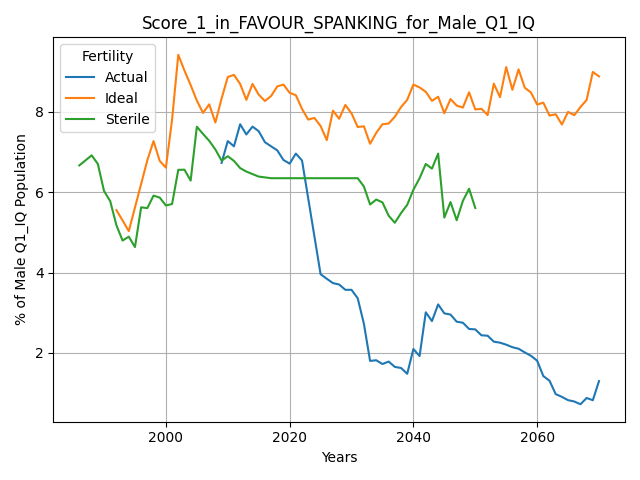 Score_1_in_FAVOUR_SPANKING_for_Male_Q1_IQ
Fertility
Actual
Ideal
Sterile
% of Male Q1_IQ Population
8
6
4
2
2000
2020
2040
2060
Years